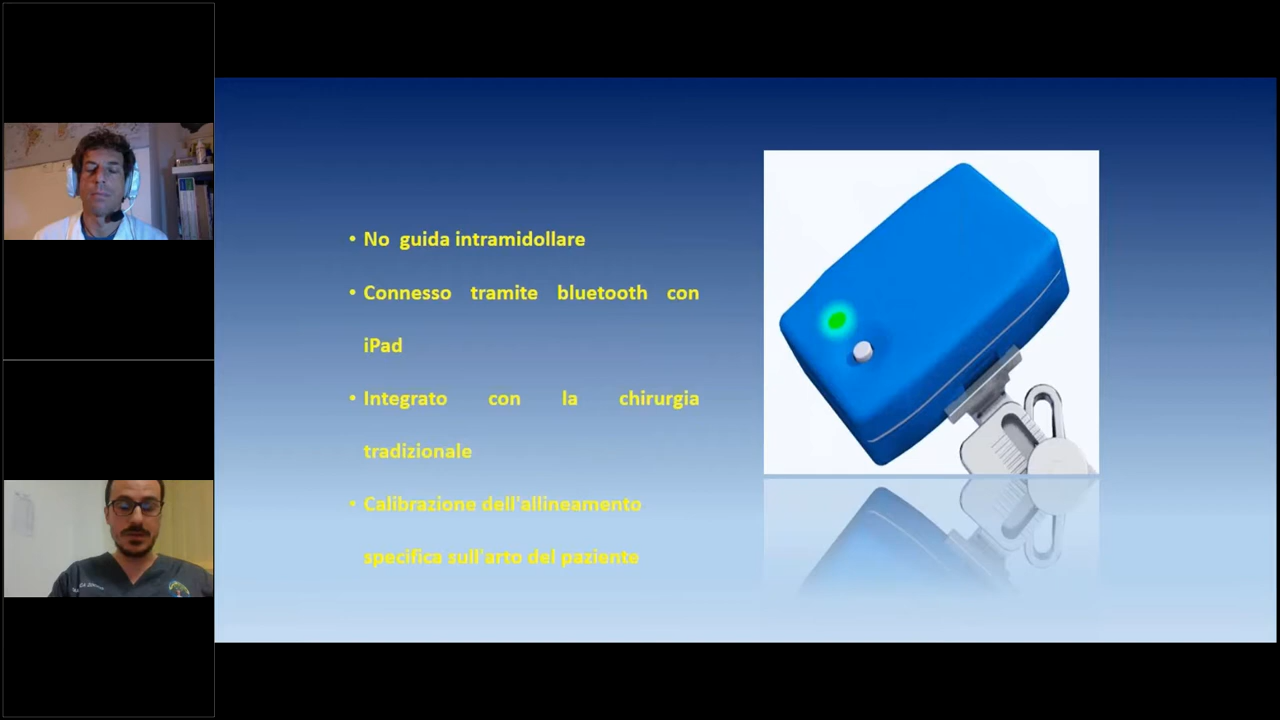 • No guida intramidollare
• Connesso tramite bluetooth con
iPad
• Integrato con la chirurgia
tradizionale
• Calibrazione dell'allineamento
specifica sull'arto del paziente